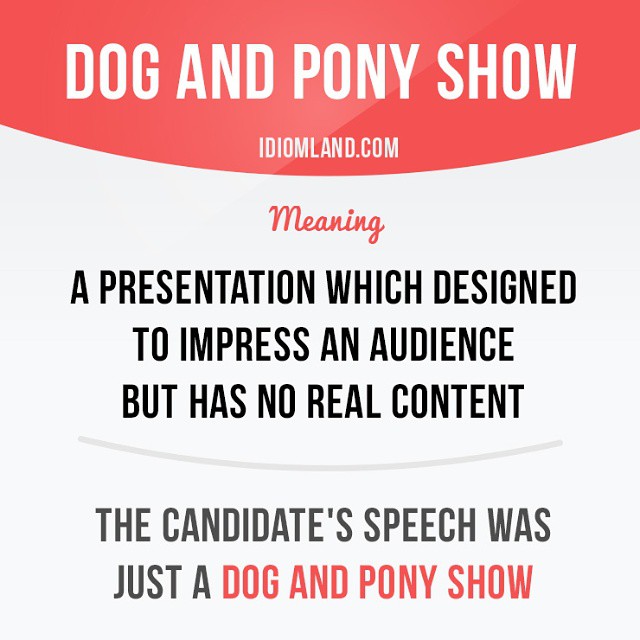 DOG AND PONY SHOW
IDIOMLAND.COM
Meaning
A PRESENTATION WHICH DESIGNED
TO IMPRESS AN AUDIENCE
BUT HAS NO REAL CONTENT
THE CANDIDATE'S SPEECH WAS
JUST A DOG AND PONY SHOW